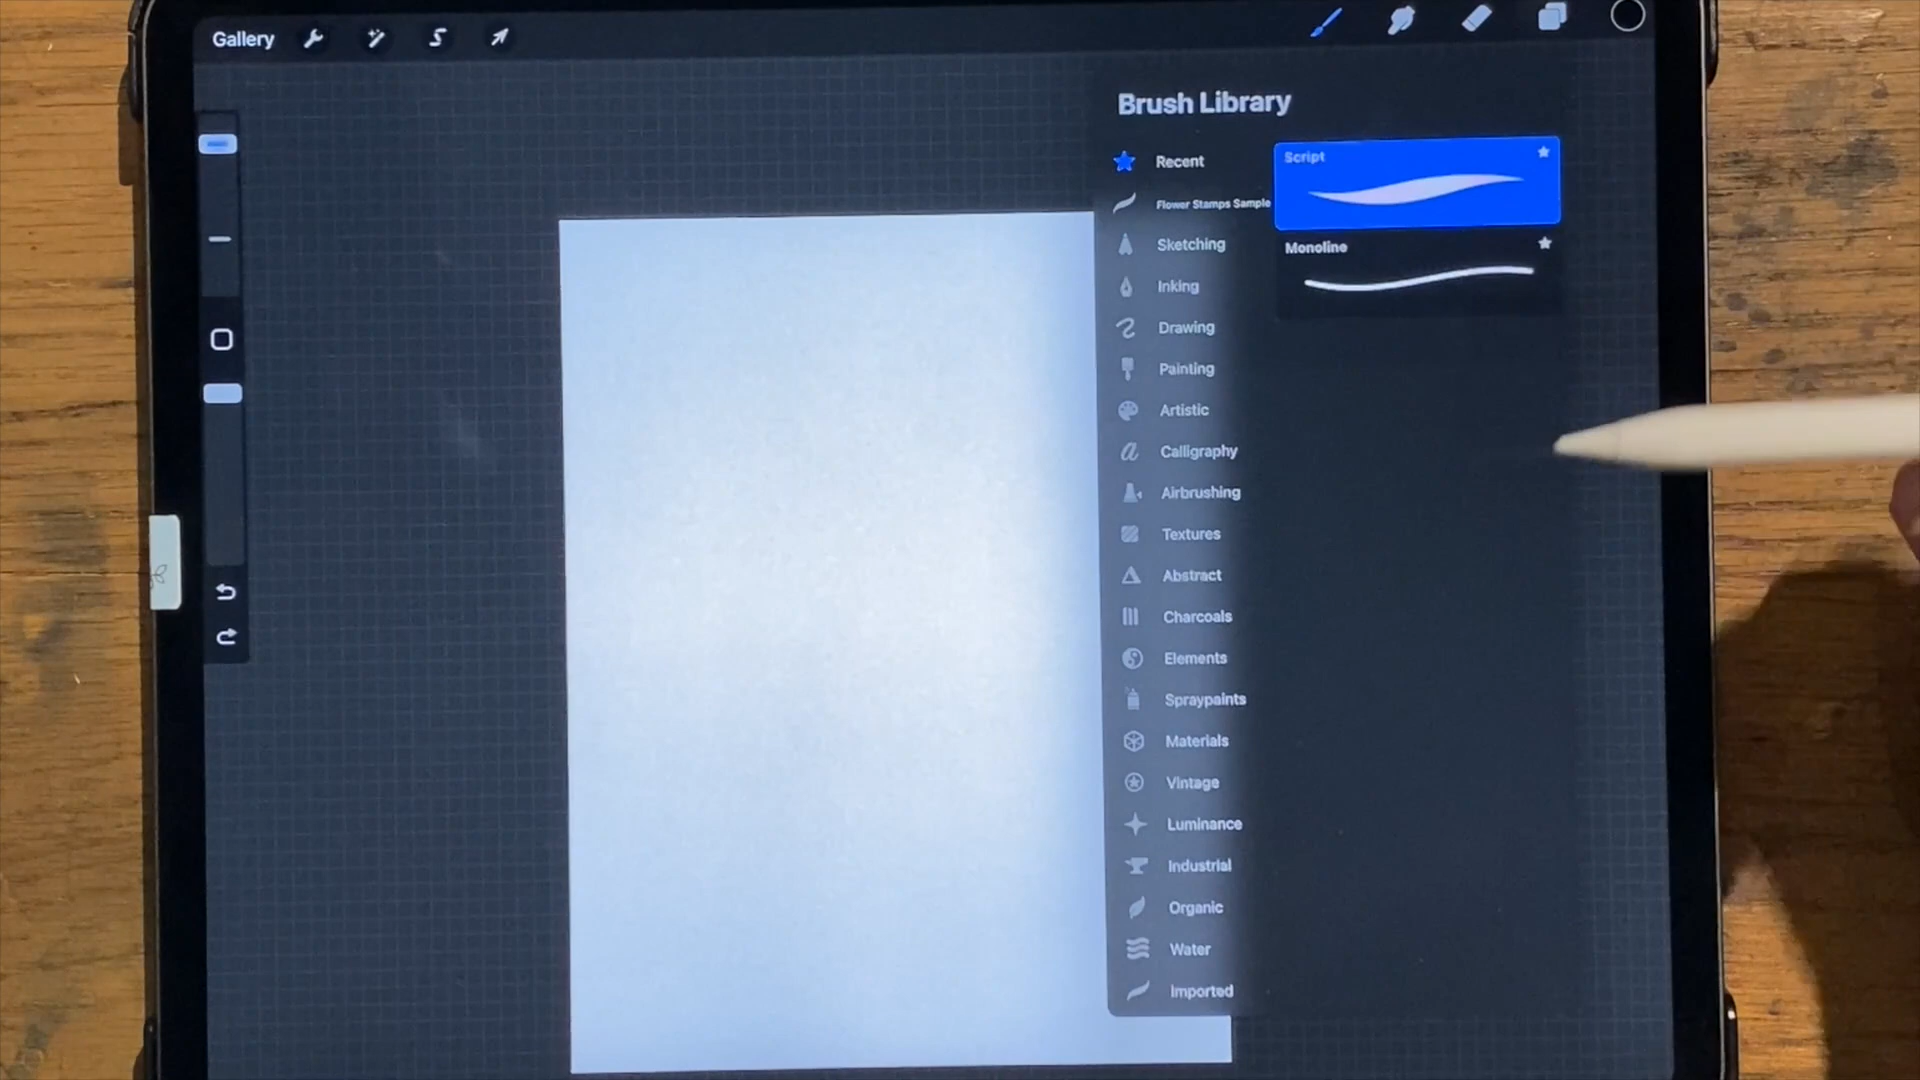 Gallery
Brush Library
Recent
Flower Stamps Sample
Sketching
Inking
Drawing
Painting
Artistic
Calligraphy
Airbrushing
Textures
Abstract
Charcoals
Elements
Spraypaints
Materials
Vintage
Luminance
Industrial
Organic
Water
Imported
Script
Monoline